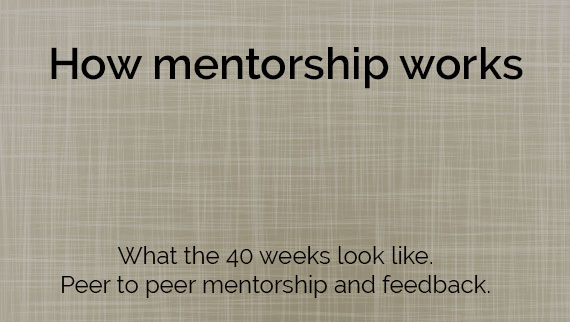 How mentorship works
What the 40 weeks look like.
Peer to peer mentorship and feedback.